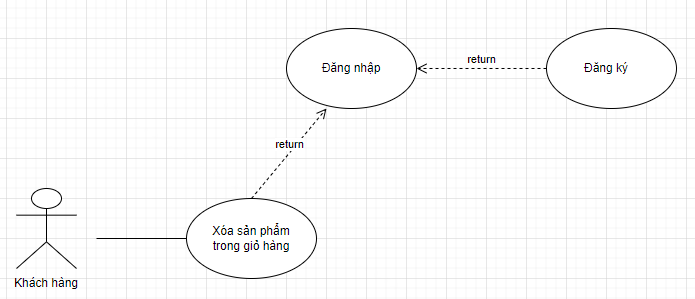 return
Đăng nhập
Đăng ký
return
Xóa sản phẩm
trong giỏ hàng
Khách hàng